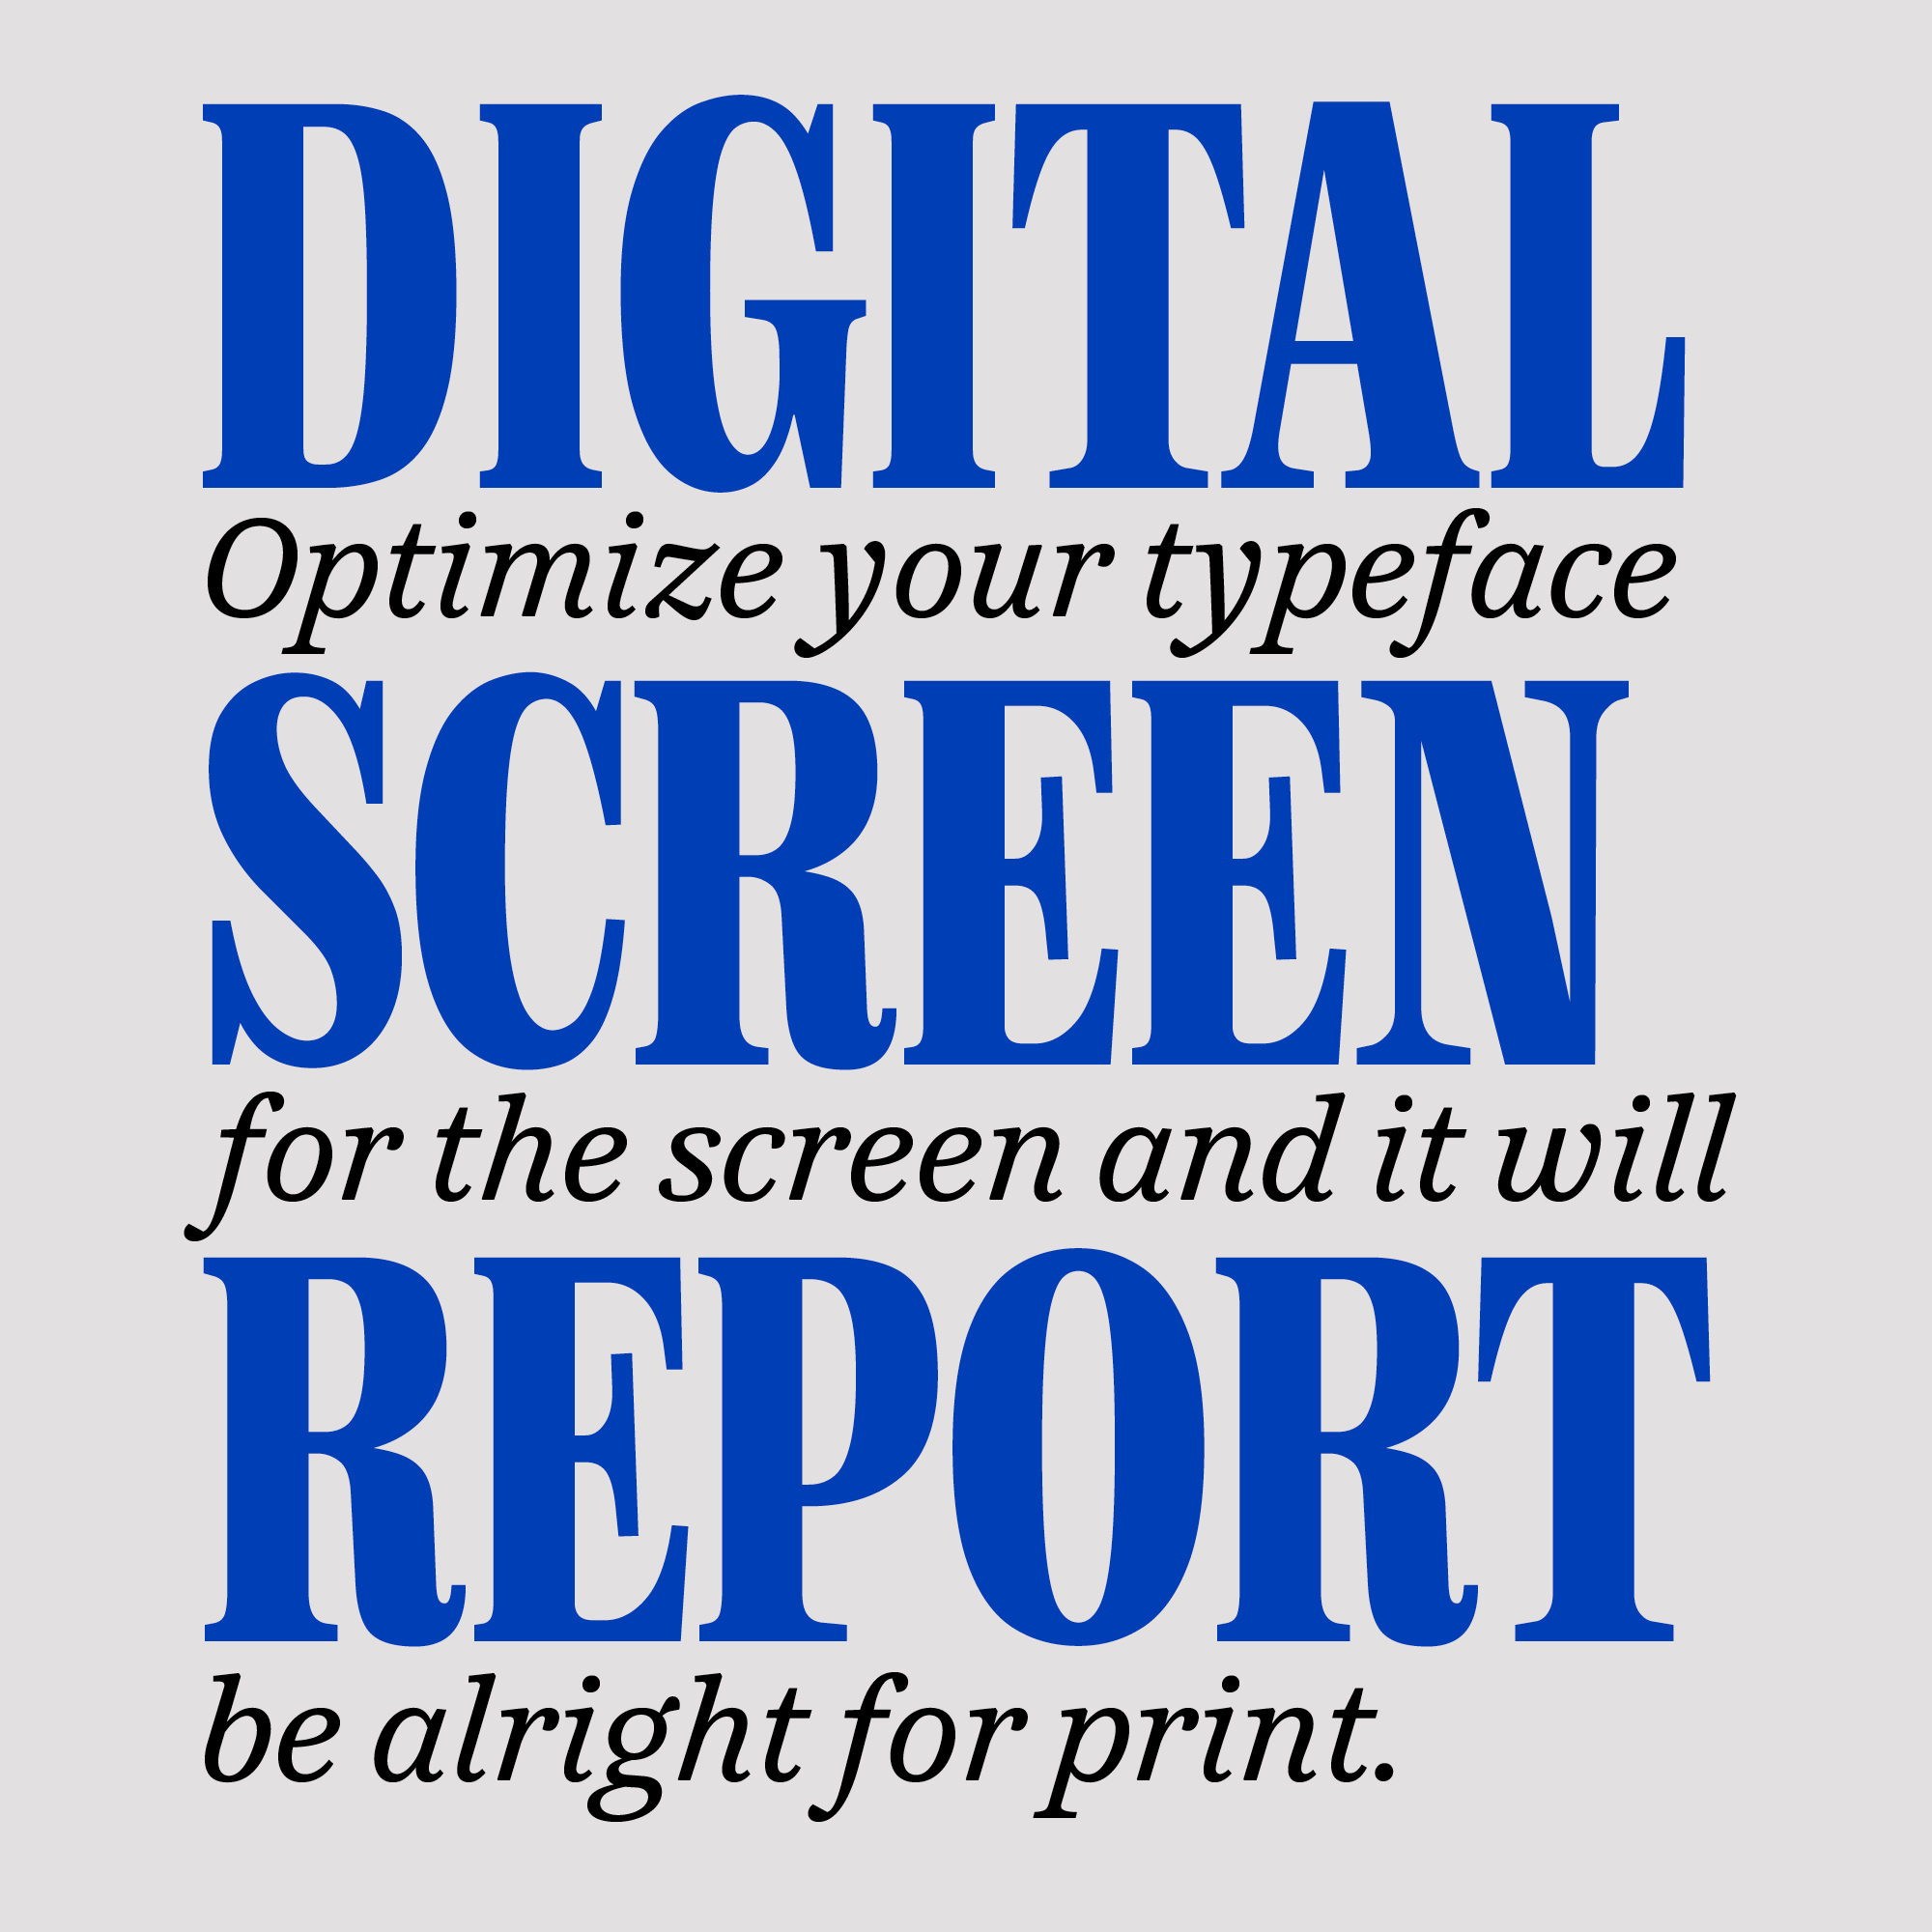 DIGITAL
Optimize your typeface
SCREEN
for the screen and it will
REPORT
be alright for print.